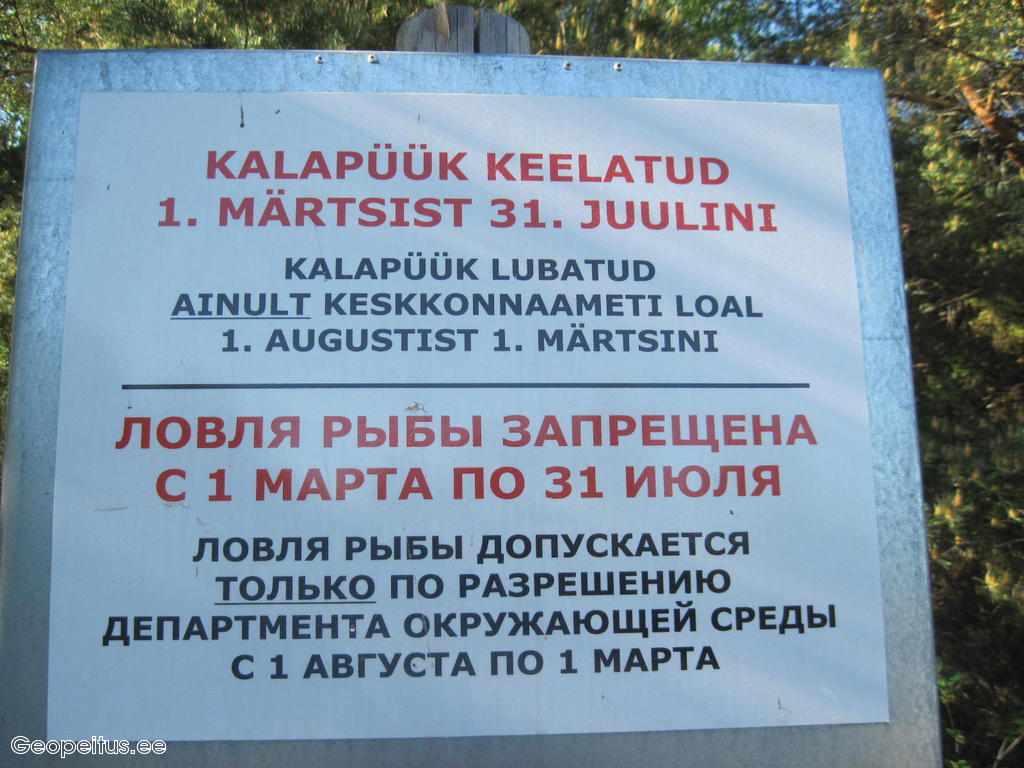 KALAPÜÜK KEELATUD
1. MÄRTSIST 31. JUULINI
KALAPÜÜK LUBATUD
AINULT KESKKONNAAMETI LOAL
1. AUGUSTIST 1. MÄRTSINI
ЛОВЛЯ РЫБЫ ЗАПРЕЩЕНА
С 1 МАРТА ПО 31 ИЮЛЯ
ЛОВЛЯ РЫБЫ ДОПУСКАЕТСЯ
ТОЛЬКО ПО РАЗРЕШЕНИЮ
ДЕПАРТМЕНТА ОКРУЖАЮЩЕЙ СРЕДЫ
С 1 АВГУСТА ПО 1 МАРТА
Geopeitus.ee